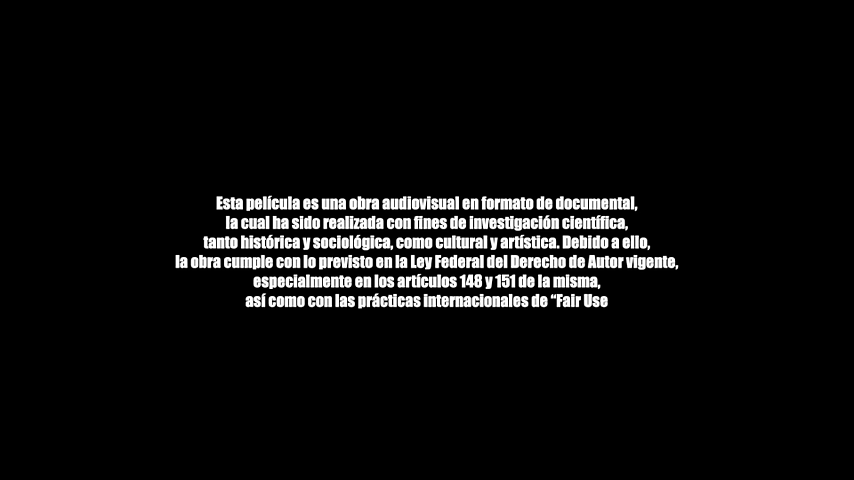 Esta película es una obra audiovisual en formato de documental,
la cual ha sido realizada con fines de investigación científica,
tanto histórica y sociológica, como cultural y artística. Debido a ello,
la obra cumple con lo previsto en la Ley Federal del Derecho de Autor vigente,
especialmente en los artículos 148 y 151 de la misma,
así como con las prácticas internacionales de “Fair Use